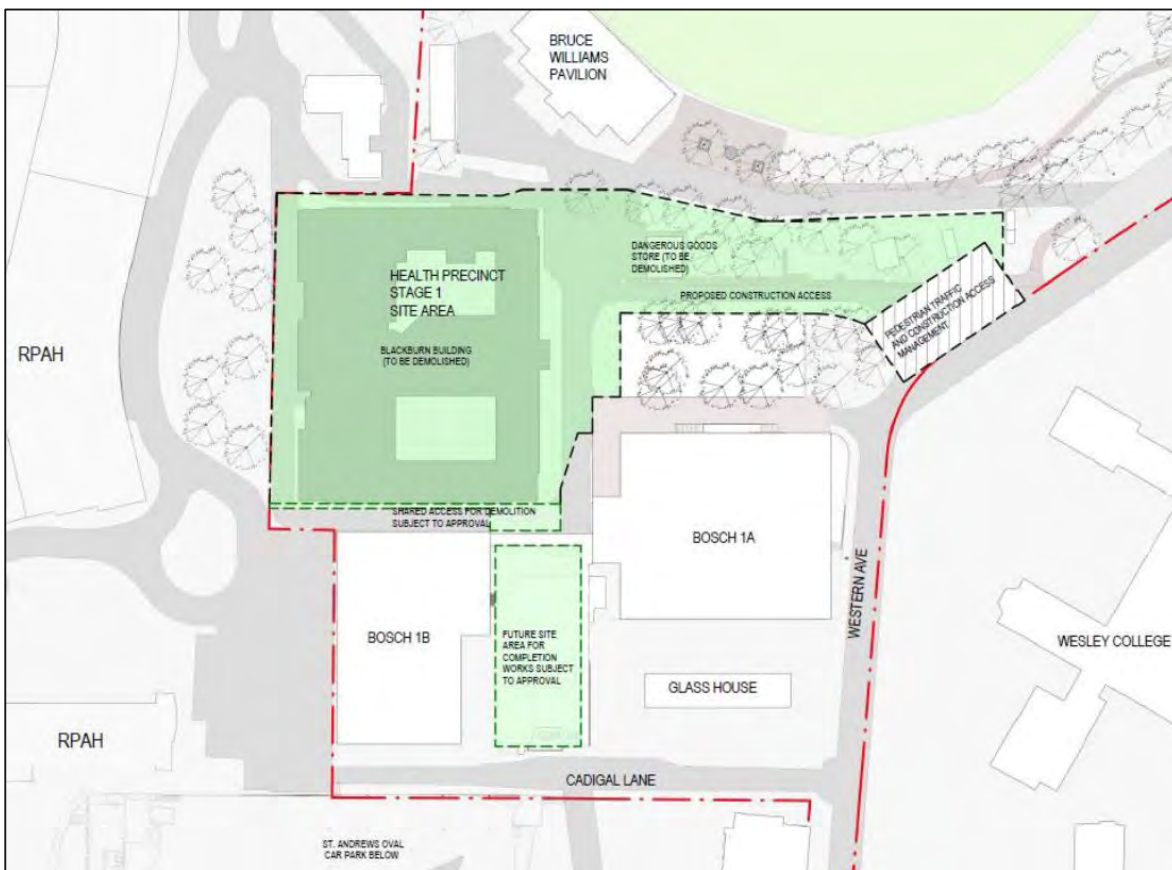 BRUCE
WILLIAMS
PAVILION
HEALTH PRECINCT
STAGE 1
SITE AREA
DANGEROUS GOODS
STORE (TO BE
DEMOLISHED)
PROPOSED CONSTRUCTION ACCESS
PEDESTRIAN TRAFFIC
AND CONSTRUCTION ACCESS
MANAGEMENT
RPAH
BLACKBURN BUILDING
(TO BE DEMOLISHED)
SHARED ACCESS FOR DEMOLITION
SUBJECT TO APPROVAL
BOSCH 1A
BOSCH 1B
FUTURE SITE
AREA FOR
COMPLETION
WORKS SUBJECT
TO APPROVAL
WESTERN AVE
WESLEY COLLEGE
GLASS HOUSE
RPAH
CADIGAL LANE
ST. ANDREWS OVAL
CAR PARK BELOW